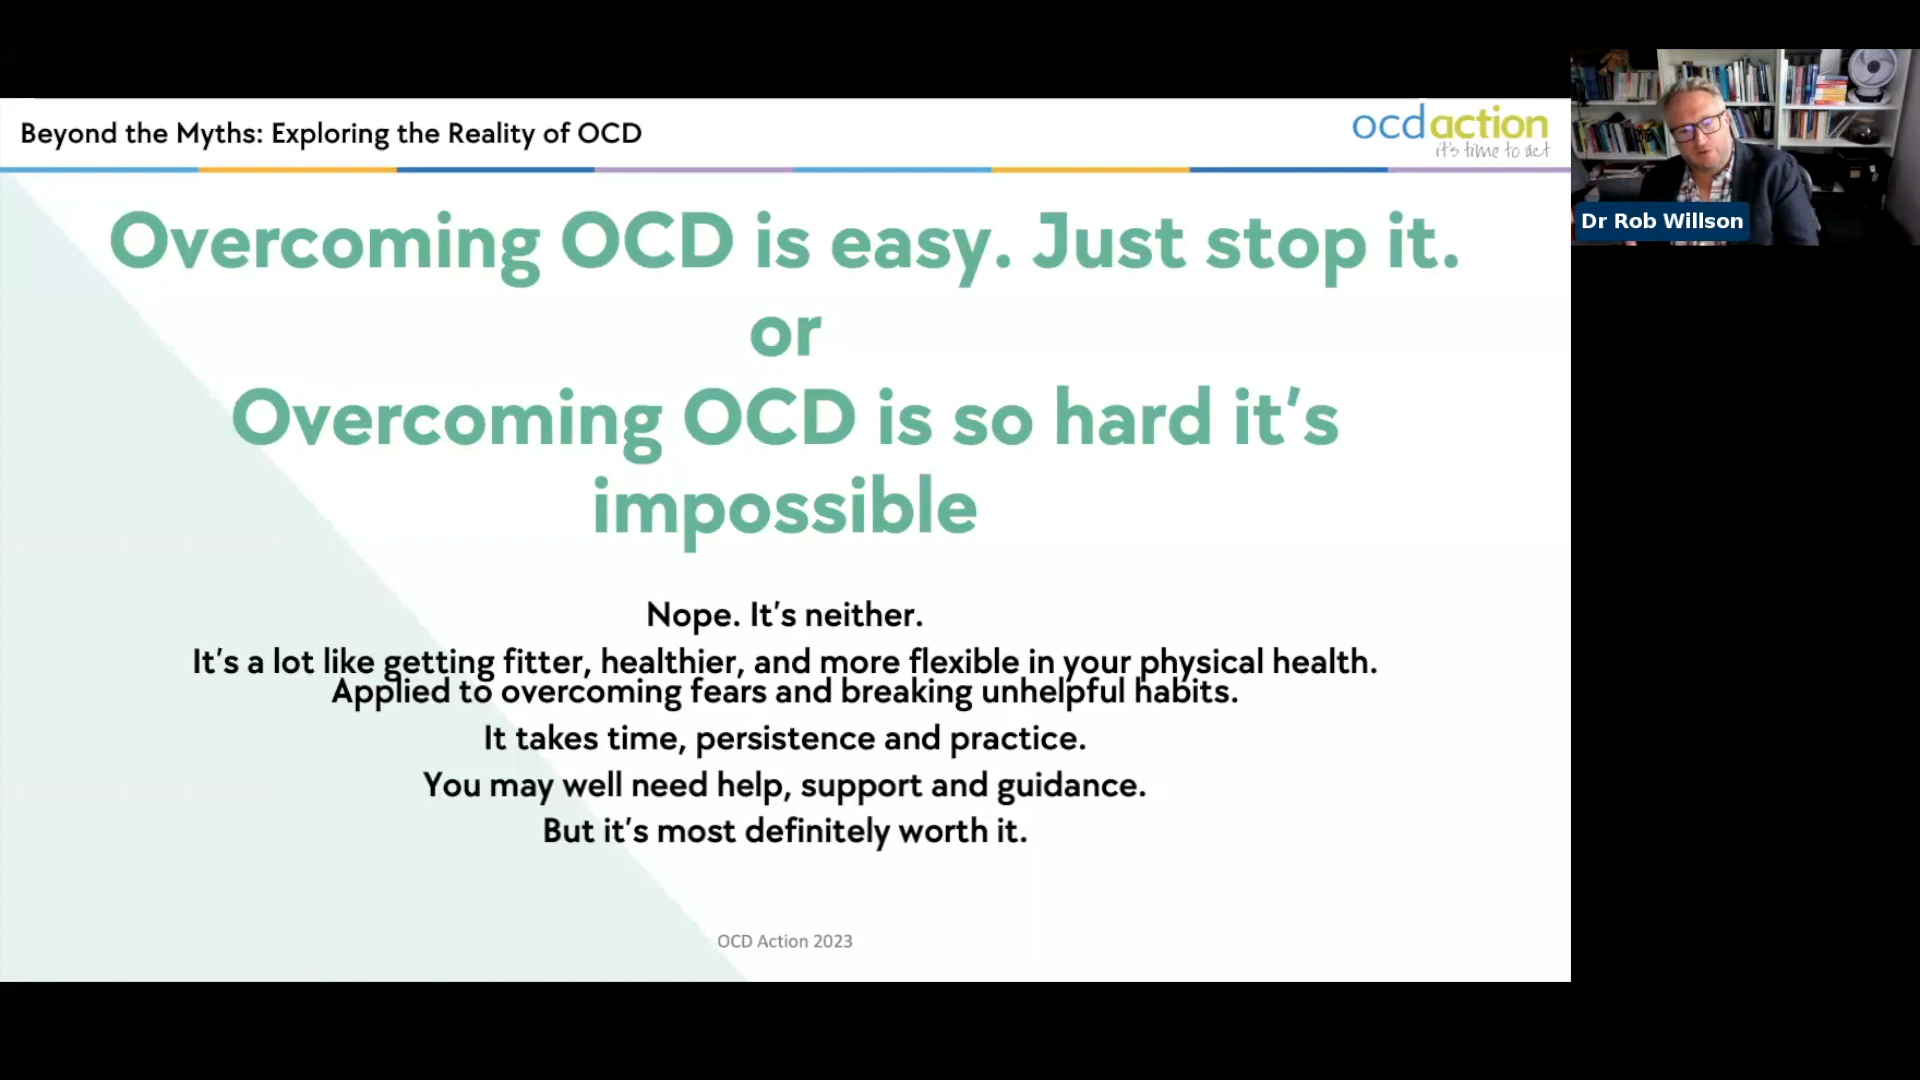 Beyond the Myths: Exploring the Reality of OCD
ocdaction
it's time to act
Dr Rob Willson
Overcoming OCD is easy. Just stop it.
or
Overcoming OCD is so hard it's
impossible
Nope. It's neither.
It's a lot like getting fitter, healthier, and more flexible in your physical health.
Applied to overcoming fears and breaking unhelpful habits.
It takes time, persistence and practice.
You may well need help, support and guidance.
But it's most definitely worth it.
OCD Action 2023